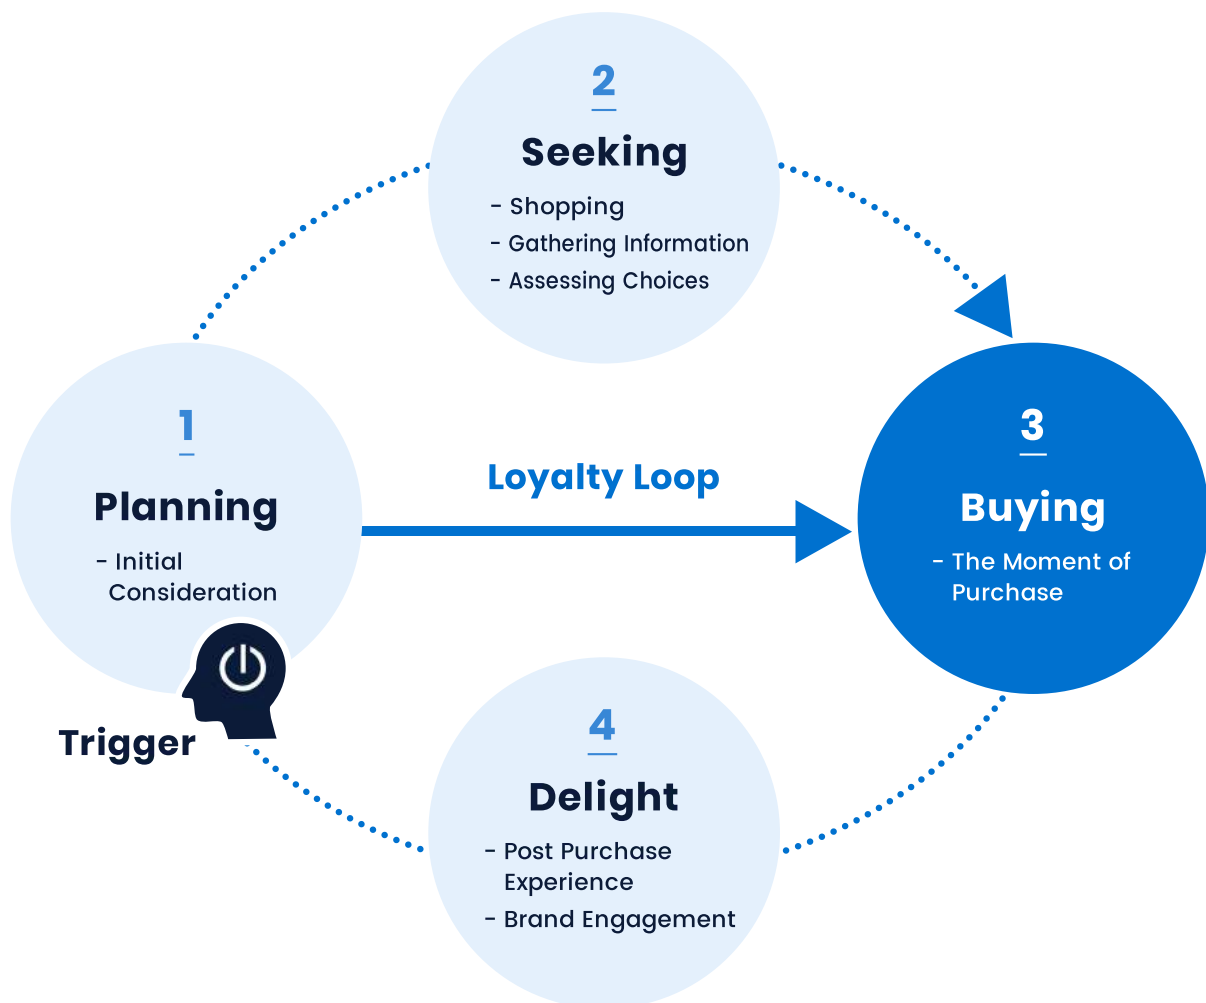 2
Seeking
- Shopping
- Gathering Information
- Assessing Choices
1
Planning
- Initial
Consideration
Trigger
Loyalty Loop
3
Buying
- The Moment of
Purchase
4
Delight
- Post Purchase
Experience
- Brand Engagement